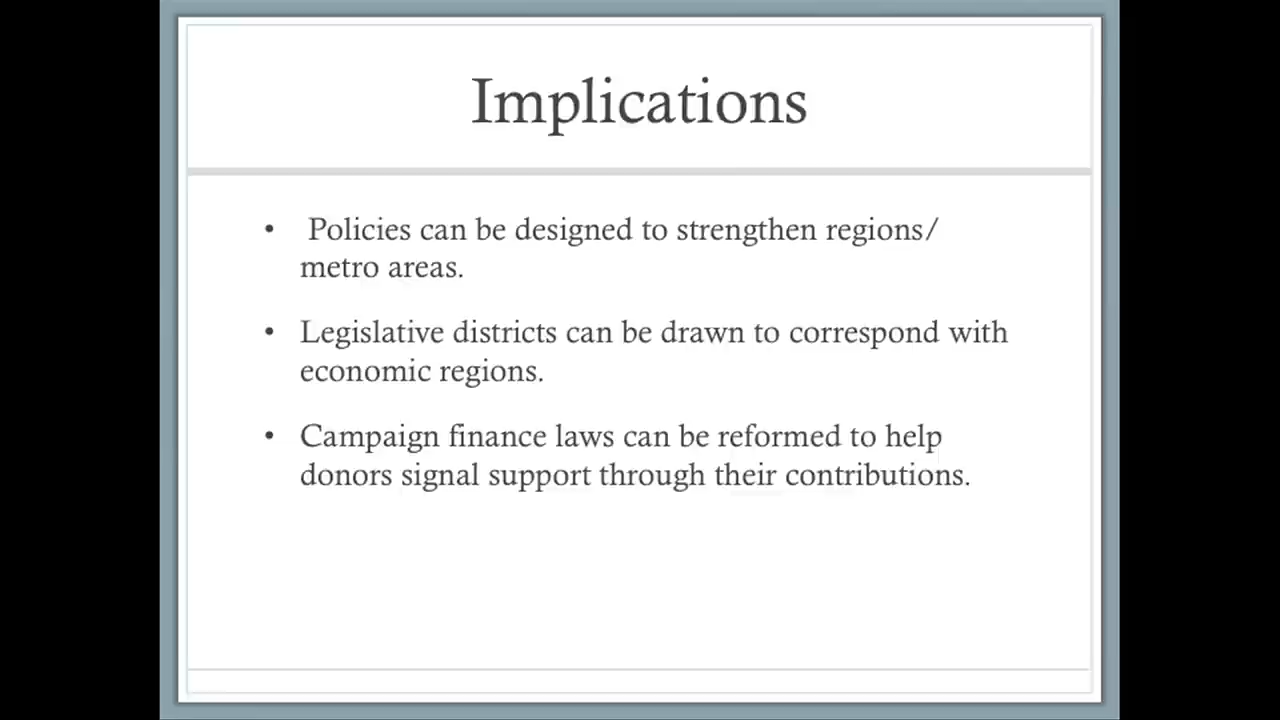 Implications
• Policies can be designed to strengthen regions/
metro areas.
• Legislative districts can be drawn to correspond with
economic regions.
• Campaign finance laws can be reformed to help
donors signal support through their contributions.